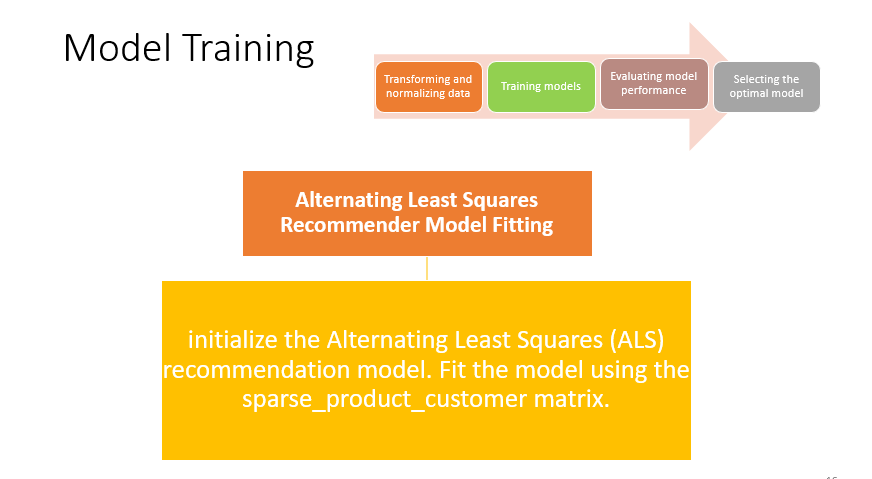 Model Training
Transforming and
normalizing data
Training models
Evaluating model
performance
Selecting the
optimal model
Alternating Least Squares
Recommender Model Fitting
initialize the Alternating Least Squares (ALS)
recommendation model. Fit the model using the
sparse_product_customer matrix.